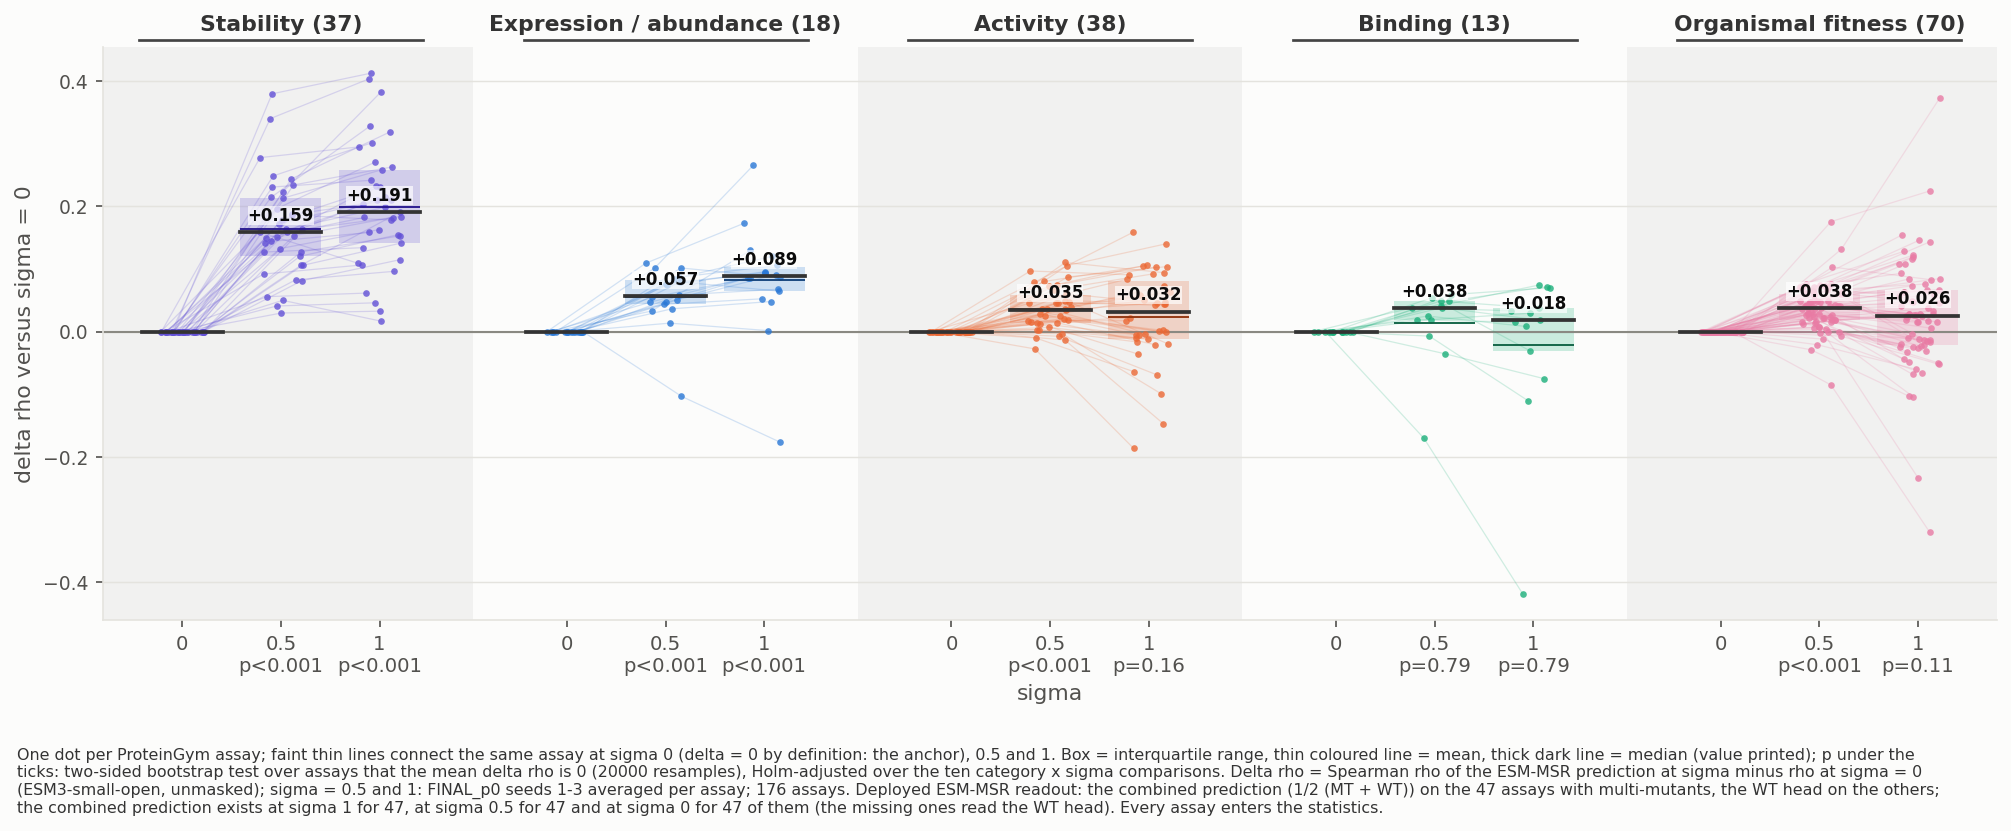 Stability (37)
Expression / abundance (18)
Activity (38)
Binding (13)
Organismal fitness (70)
delta rho versus sigma = 0
0.4
0.2
0.0
−0.2
−0.4
+0.159
+0.191
+0.057
+0.089
+0.035
+0.032
+0.038
+0.018
+0.038
+0.026
0 0.5 1
p<0.001 p<0.001
0 0.5 1
p<0.001 p<0.001
0 0.5 1
p<0.001 p=0.16
0 0.5 1
p=0.79 p=0.79
0 0.5 1
p<0.001 p=0.11
sigma
One dot per ProteinGym assay; faint thin lines connect the same assay at sigma 0 (delta = 0 by definition: the anchor), 0.5 and 1. Box = interquartile range, thin coloured line = mean, thick dark line = median (value printed); p under the
ticks: two-sided bootstrap test over assays that the mean delta rho is 0 (20000 resamples), Holm-adjusted over the ten category x sigma comparisons. Delta rho = Spearman rho of the ESM-MSR prediction at sigma minus rho at sigma = 0
(ESM3-small-open, unmasked); sigma = 0.5 and 1: FINAL_p0 seeds 1-3 averaged per assay; 176 assays. Deployed ESM-MSR readout: the combined prediction (1/2 (MT + WT)) on the 47 assays with multi-mutants, the WT head on the others;
the combined prediction exists at sigma 1 for 47, at sigma 0.5 for 47 and at sigma 0 for 47 of them (the missing ones read the WT head). Every assay enters the statistics.